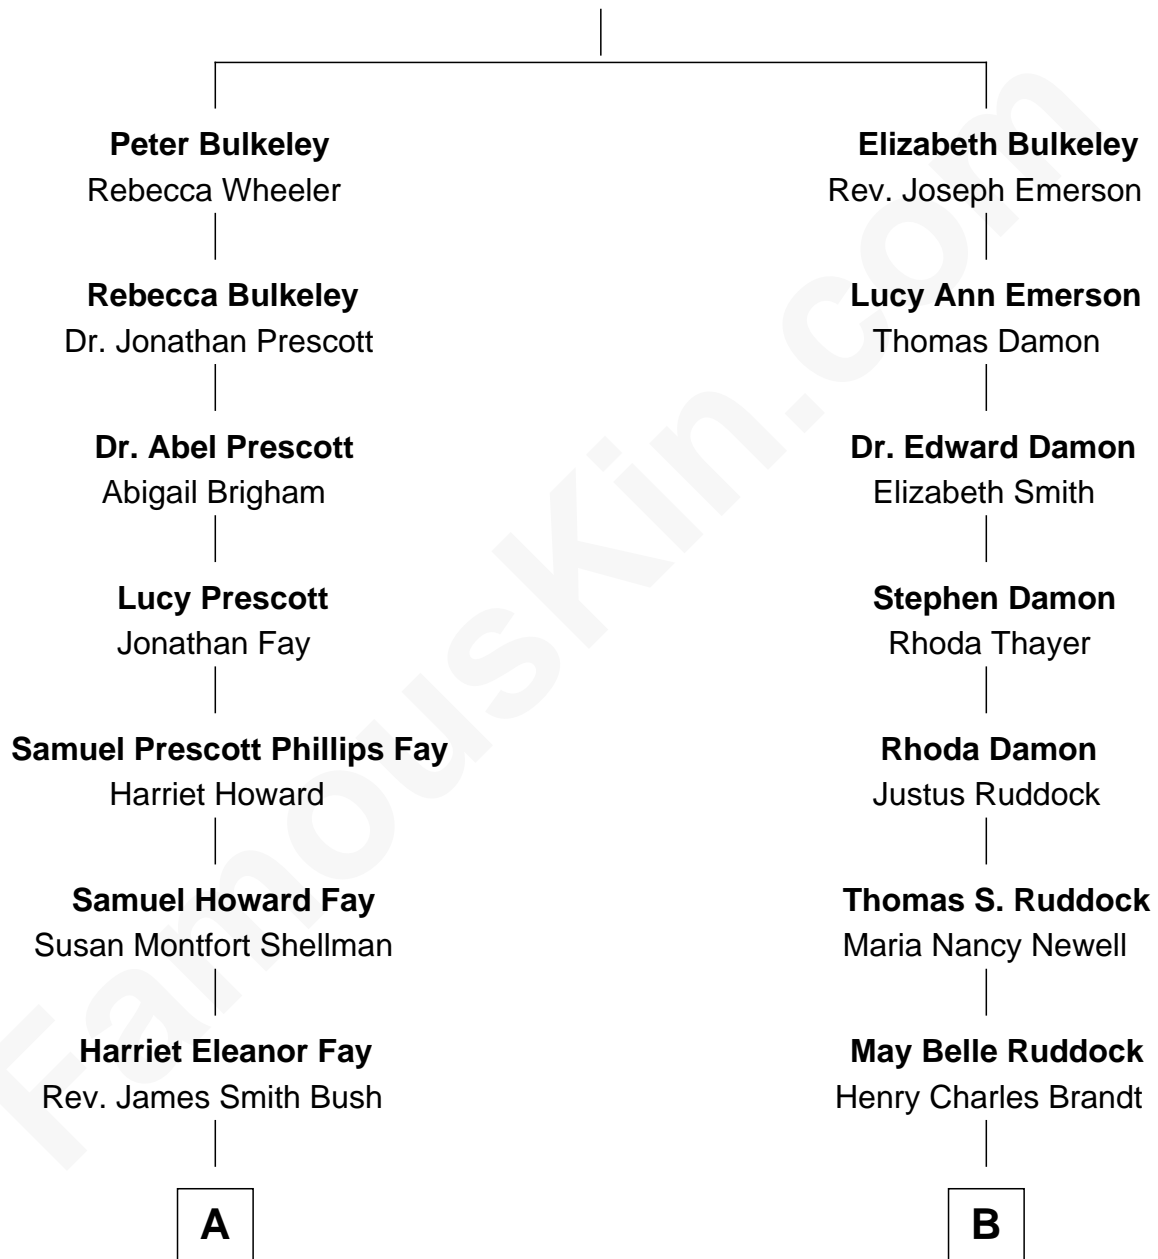 Peter Bulkeley
Rebecca Wheeler
Rebecca Bulkeley
Dr. Jonathan Prescott
Dr. Abel Prescott
Abigail Brigham
Lucy Prescott
Jonathan Fay
Samuel Prescott Phillips Fay
Harriet Howard
Samuel Howard Fay
Susan Montfort Shellman
Harriet Eleanor Fay
Rev. James Smith Bush
A
Elizabeth Bulkeley
Rev. Joseph Emerson
Lucy Ann Emerson
Thomas Damon
Dr. Edward Damon
Elizabeth Smith
Stephen Damon
Rhoda Thayer
Rhoda Damon
Justus Ruddock
Thomas S. Ruddock
Maria Nancy Newell
May Belle Ruddock
Henry Charles Brandt
B
FamousKin.com